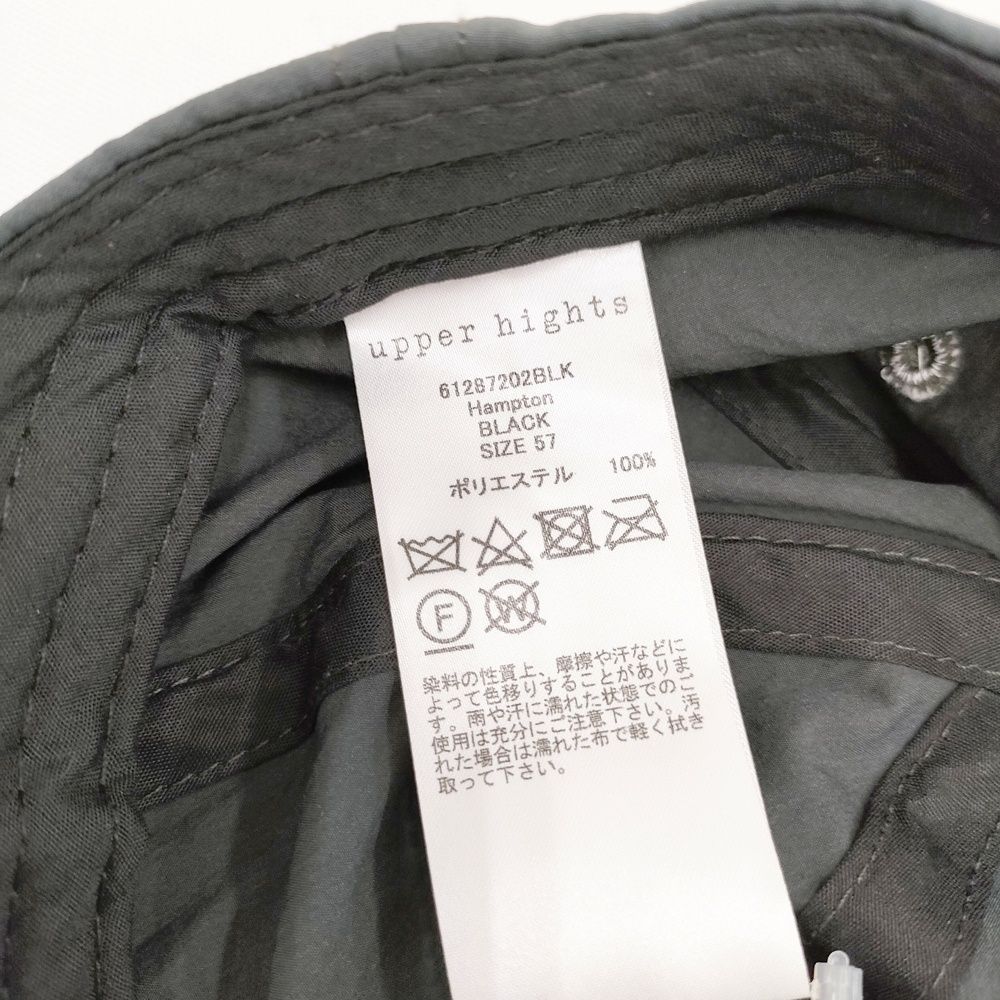 upper hights
61287202BLK
Hampton
BLACK
SIZE 57
ポリエステル 100%
F
W
染料の性質上、摩擦や汗などに
よって色移りすることがありま
す。雨や汗に濡れた状態でのご
使用は充分にご注意下さい。汚
れた場合は濡れた布で軽く拭き
取って下さい。